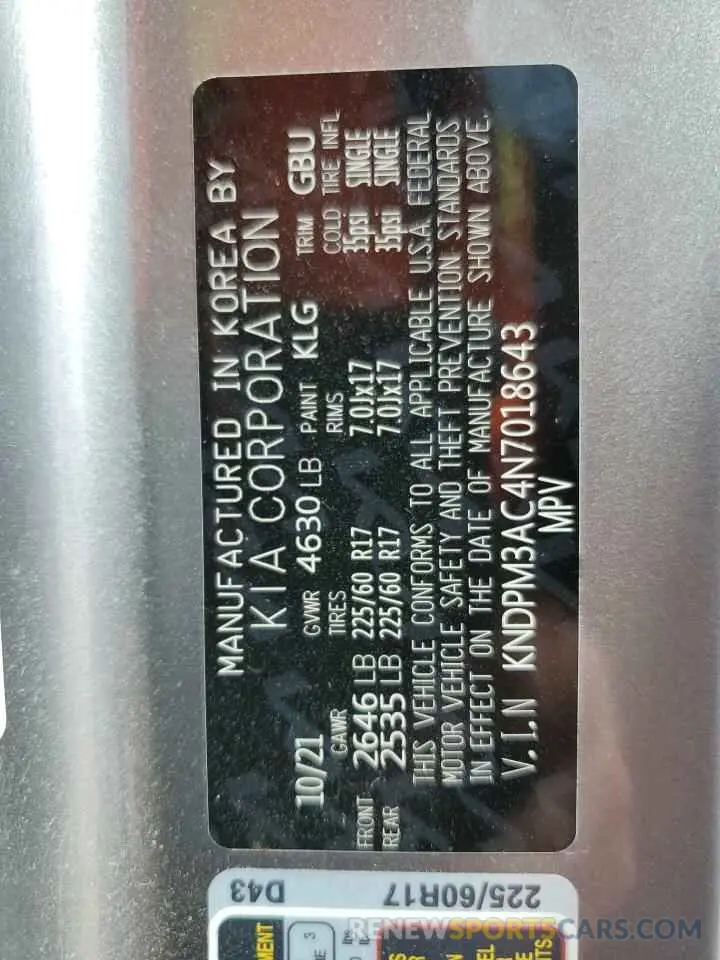 MANUFACTURED IN KOREA BY
KIA CORPORATION
10/21 GVWR 4630 LB PAINT KLG TRIM GBU
GAWR TIRES RIMS COLD TIRE INFL
FRONT 2646 LB 225/60 R17 7.0Jx17 35psi SINGLE
REAR 2535 LB 225/60 R17 7.0Jx17 35psi SINGLE
THIS VEHICLE CONFORMS TO ALL APPLICABLE U.S.A. FEDERAL
MOTOR VEHICLE SAFETY AND THEFT PREVENTION STANDARDS
IN EFFECT ON THE DATE OF MANUFACTURE SHOWN ABOVE.
V.I.N KNDPM3AC4N7018643
MPV
225/60R17 D43
RENEWSPORTSCARS.COM